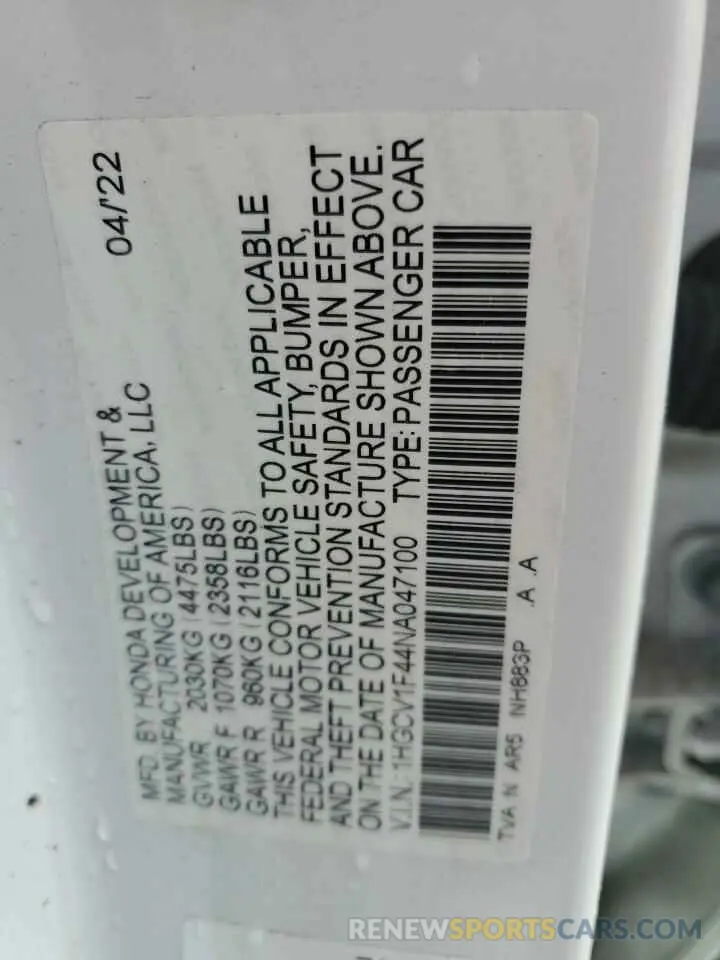 MFD. BY HONDA DEVELOPMENT & 04/'22
MANUFACTURING OF AMERICA, LLC
GVWR 2030KG (4475LBS)
GAWR F 1070KG (2358LBS)
GAWR R 960KG (2116LBS)
THIS VEHICLE CONFORMS TO ALL APPLICABLE
FEDERAL MOTOR VEHICLE SAFETY, BUMPER,
AND THEFT PREVENTION STANDARDS IN EFFECT
ON THE DATE OF MANUFACTURE SHOWN ABOVE.
V.I.N.: 1HGCV1F44NA047100 TYPE: PASSENGER CAR
TVA N AR5 NH883P .A .A
RENEWSPORTSCARS.COM